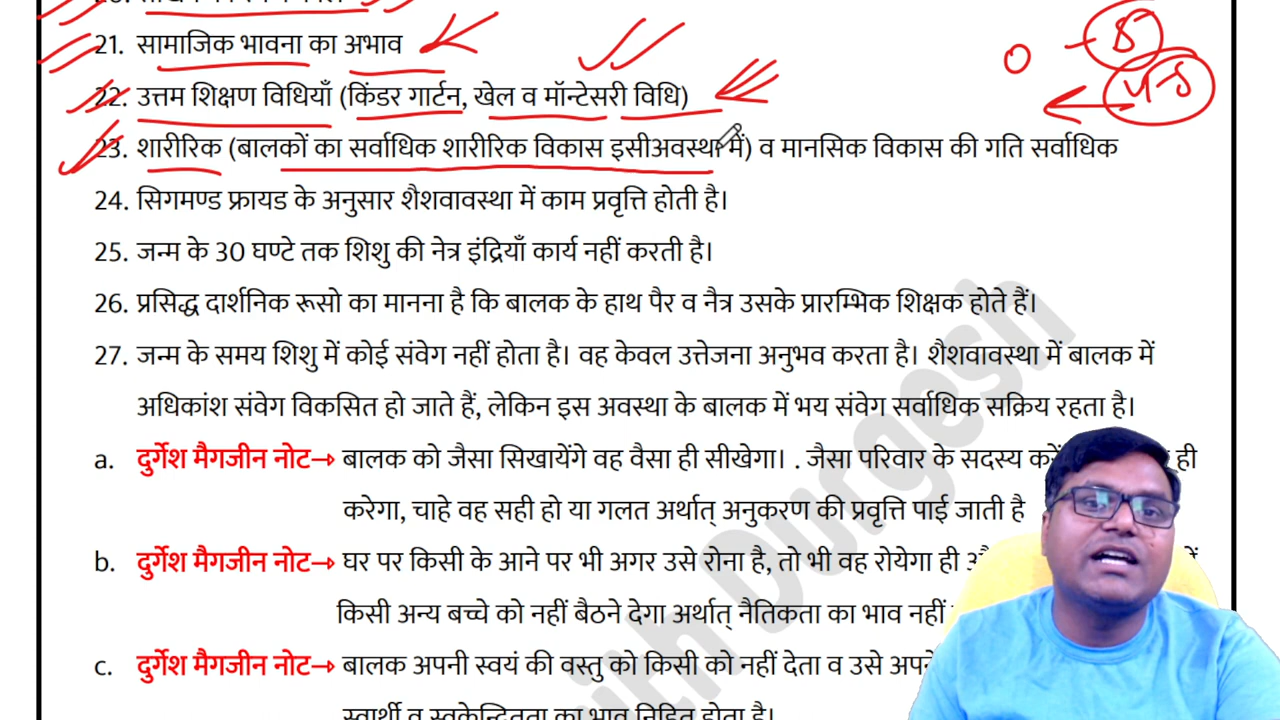 21. सामाजिक भावना का अभाव
22. उत्तम शिक्षण विधियाँ (किंडर गार्टन, खेल व मॉन्टेसरी विधि)
23. शारीरिक (बालकों का सर्वाधिक शारीरिक विकास इसीअवस्था में) व मानसिक विकास की गति सर्वाधिक
24. सिगमण्ड फ्रायड के अनुसार शैशवावस्था में काम प्रवृत्ति होती है।
25. जन्म के 30 घण्टे तक शिशु की नेत्र इंद्रियाँ कार्य नहीं करती है।
26. प्रसिद्ध दार्शनिक रूसो का मानना है कि बालक के हाथ पैर व नैत्र उसके प्रारम्भिक शिक्षक होते हैं।
27. जन्म के समय शिशु में कोई संवेग नहीं होता है। वह केवल उत्तेजना अनुभव करता है। शैशवावस्था में बालक में
अधिकांश संवेग विकसित हो जाते हैं, लेकिन इस अवस्था के बालक में भय संवेग सर्वाधिक सक्रिय रहता है।
a. दुर्गेश मैगजीन नोट→ बालक को जैसा सिखायेंगे वह वैसा ही सीखेगा। . जैसा परिवार के सदस्य ही
करेगा, चाहे वह सही हो या गलत अर्थात् अनुकरण की प्रवृत्ति पाई जाती है
b. दुर्गेश मैगजीन नोट→ घर पर किसी के आने पर भी अगर उसे रोना है, तो भी वह रोयेगा ही
किसी अन्य बच्चे को नहीं बैठने देगा अर्थात् नैतिकता का भाव नहीं
c. दुर्गेश मैगजीन नोट→ बालक अपनी स्वयं की वस्तु को किसी को नहीं देता व उसे
स्वार्थी व स्वकेन्द्रितता का भाव निहित होता है।
with Durgesh